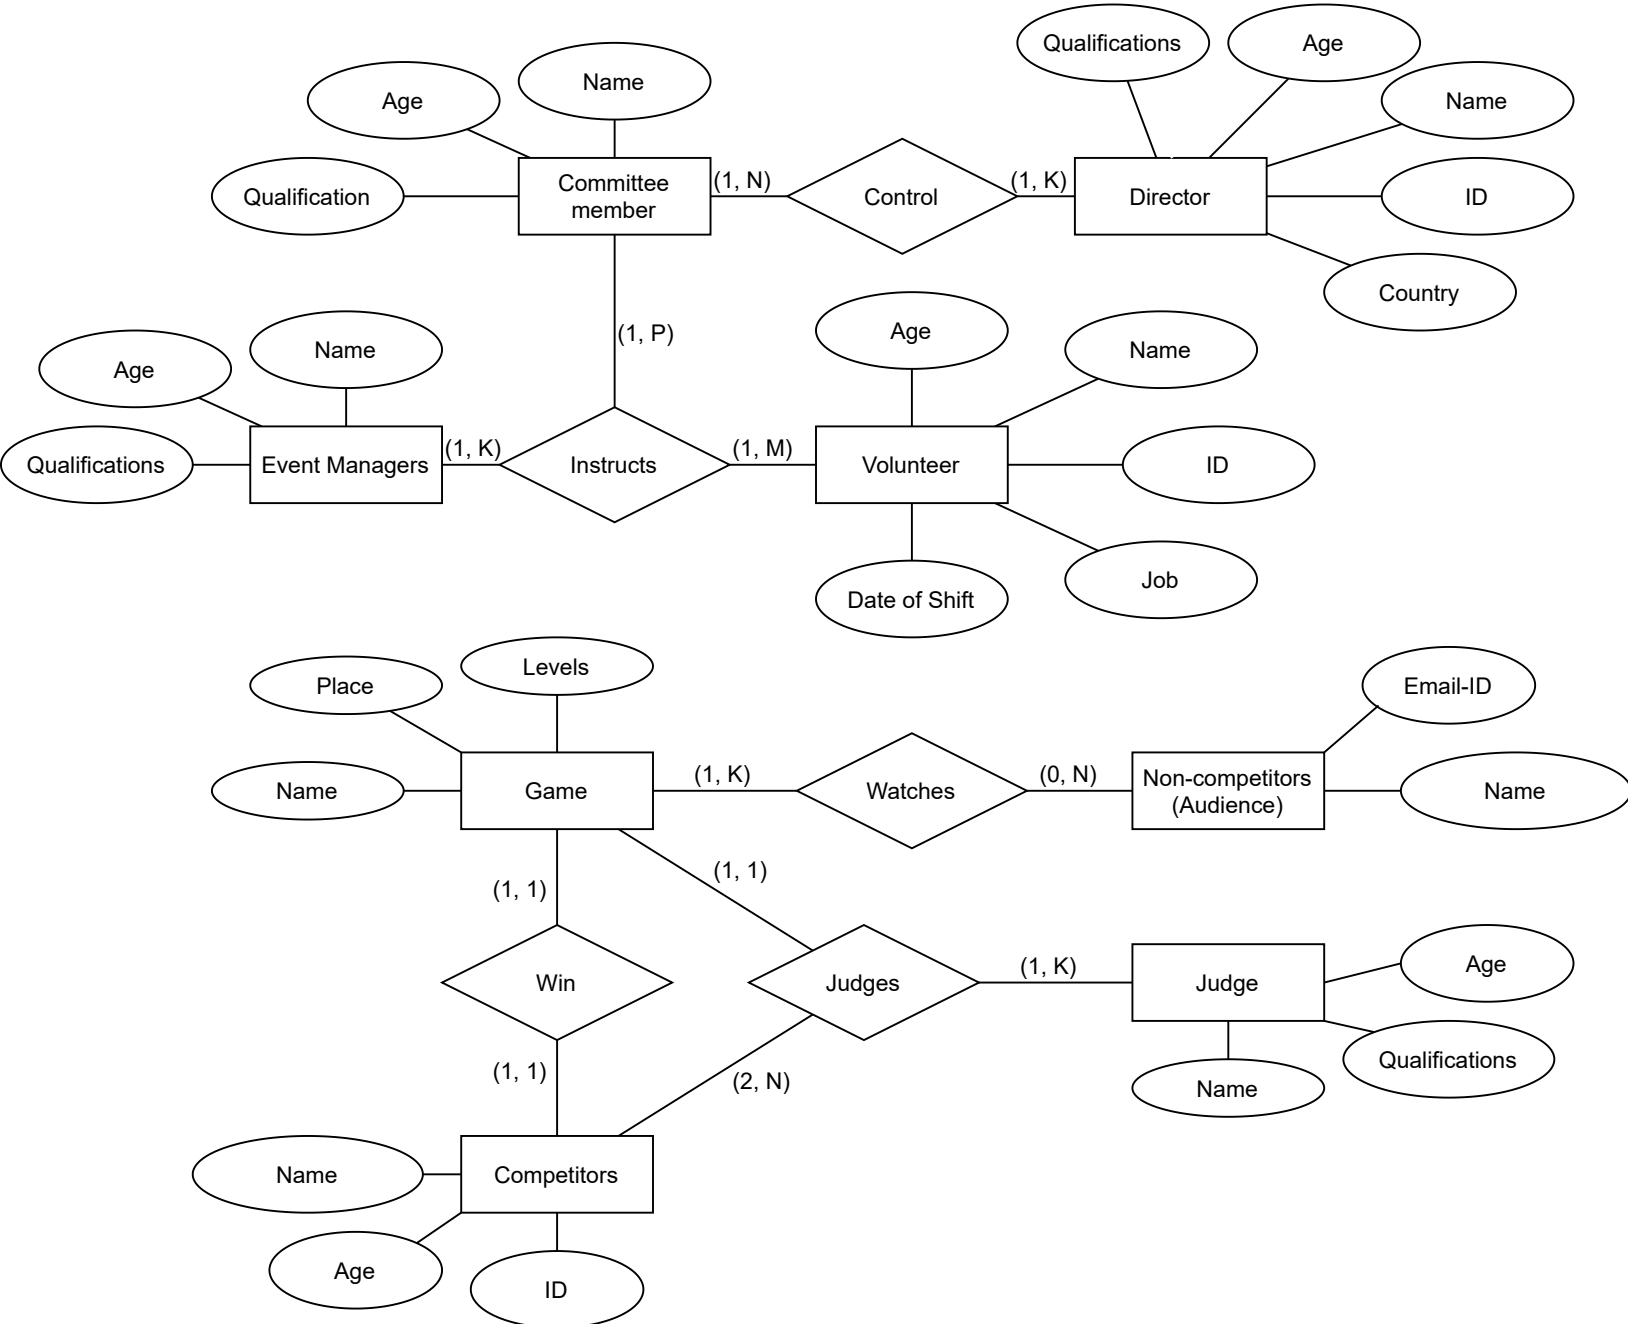 Qualifications
Age
Name
Age
Name
Qualification
Committee
member
(1, N)
Control
(1, K)
Director
ID
Country
(1, P)
Age
Name
Age
Name
Qualifications
Event Managers
(1, K)
Instructs
(1, M)
Volunteer
ID
Job
Date of Shift
Levels
Place
Email-ID
Name
Game
(1, K)
Watches
(0, N)
Non-competitors
(Audience)
Name
(1, 1)
(1, 1)
Win
Judges
(1, K)
Judge
Age
Qualifications
Name
(1, 1)
(2, N)
Name
Competitors
Age
ID